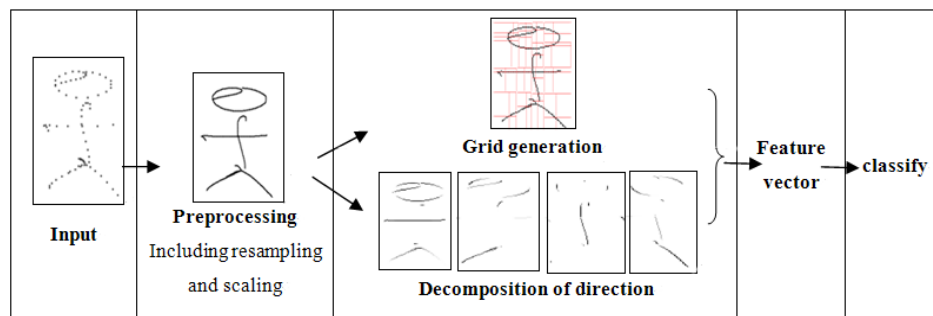 Input
Preprocessing
Including resampling
and scaling
Grid generation
Decomposition of direction
Feature
vector
classify